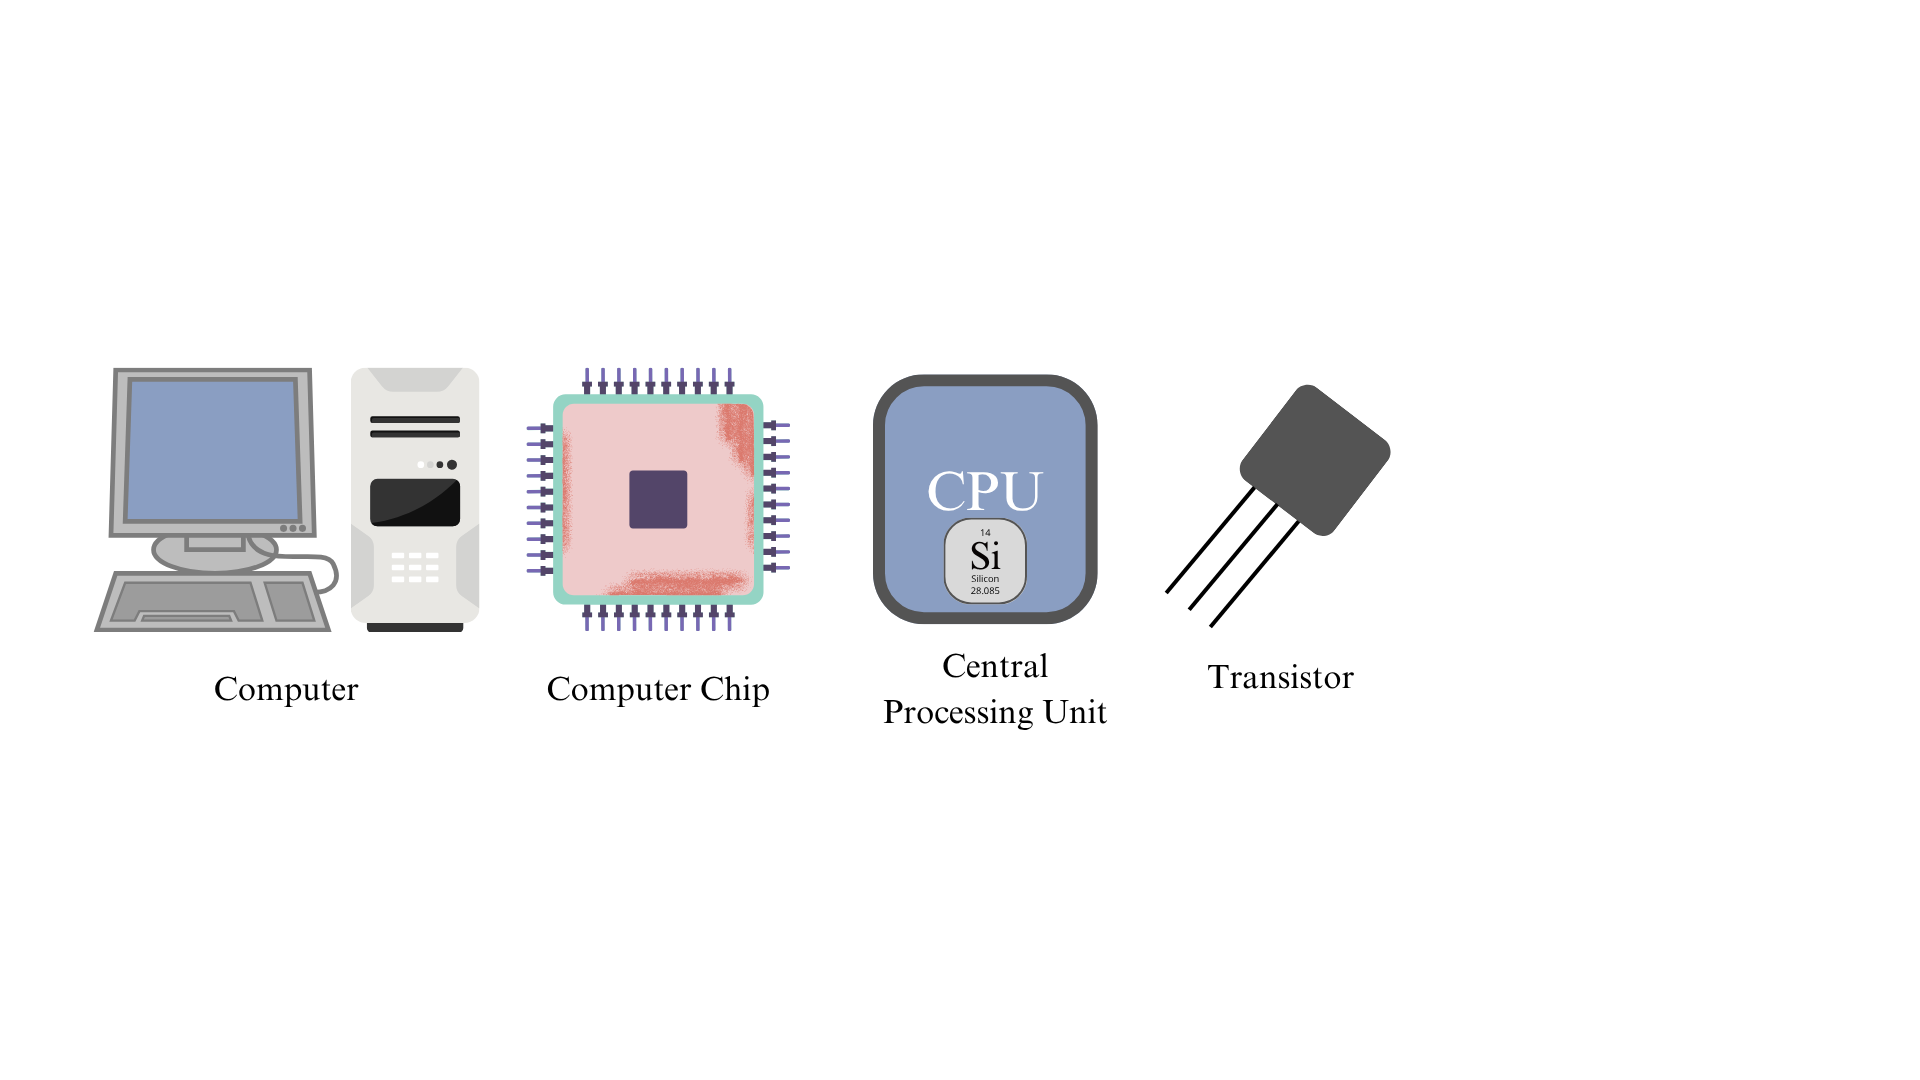 CPU
14
Si
Silicon
28.085
Computer
Computer Chip
Central
Processing Unit
Transistor